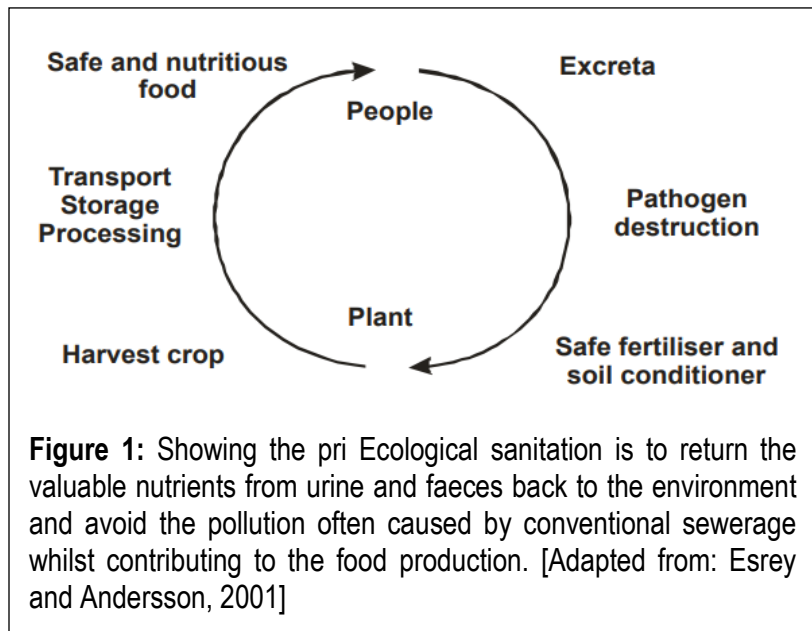 Safe and nutritious
food
Excreta
People
Transport
Storage
Processing
Pathogen
destruction
Plant
Harvest crop
Safe fertiliser and
soil conditioner
Figure 1: Showing the pri Ecological sanitation is to return the
valuable nutrients from urine and faeces back to the environment
and avoid the pollution often caused by conventional sewerage
whilst contributing to the food production. [Adapted from: Esrey
and Andersson, 2001]